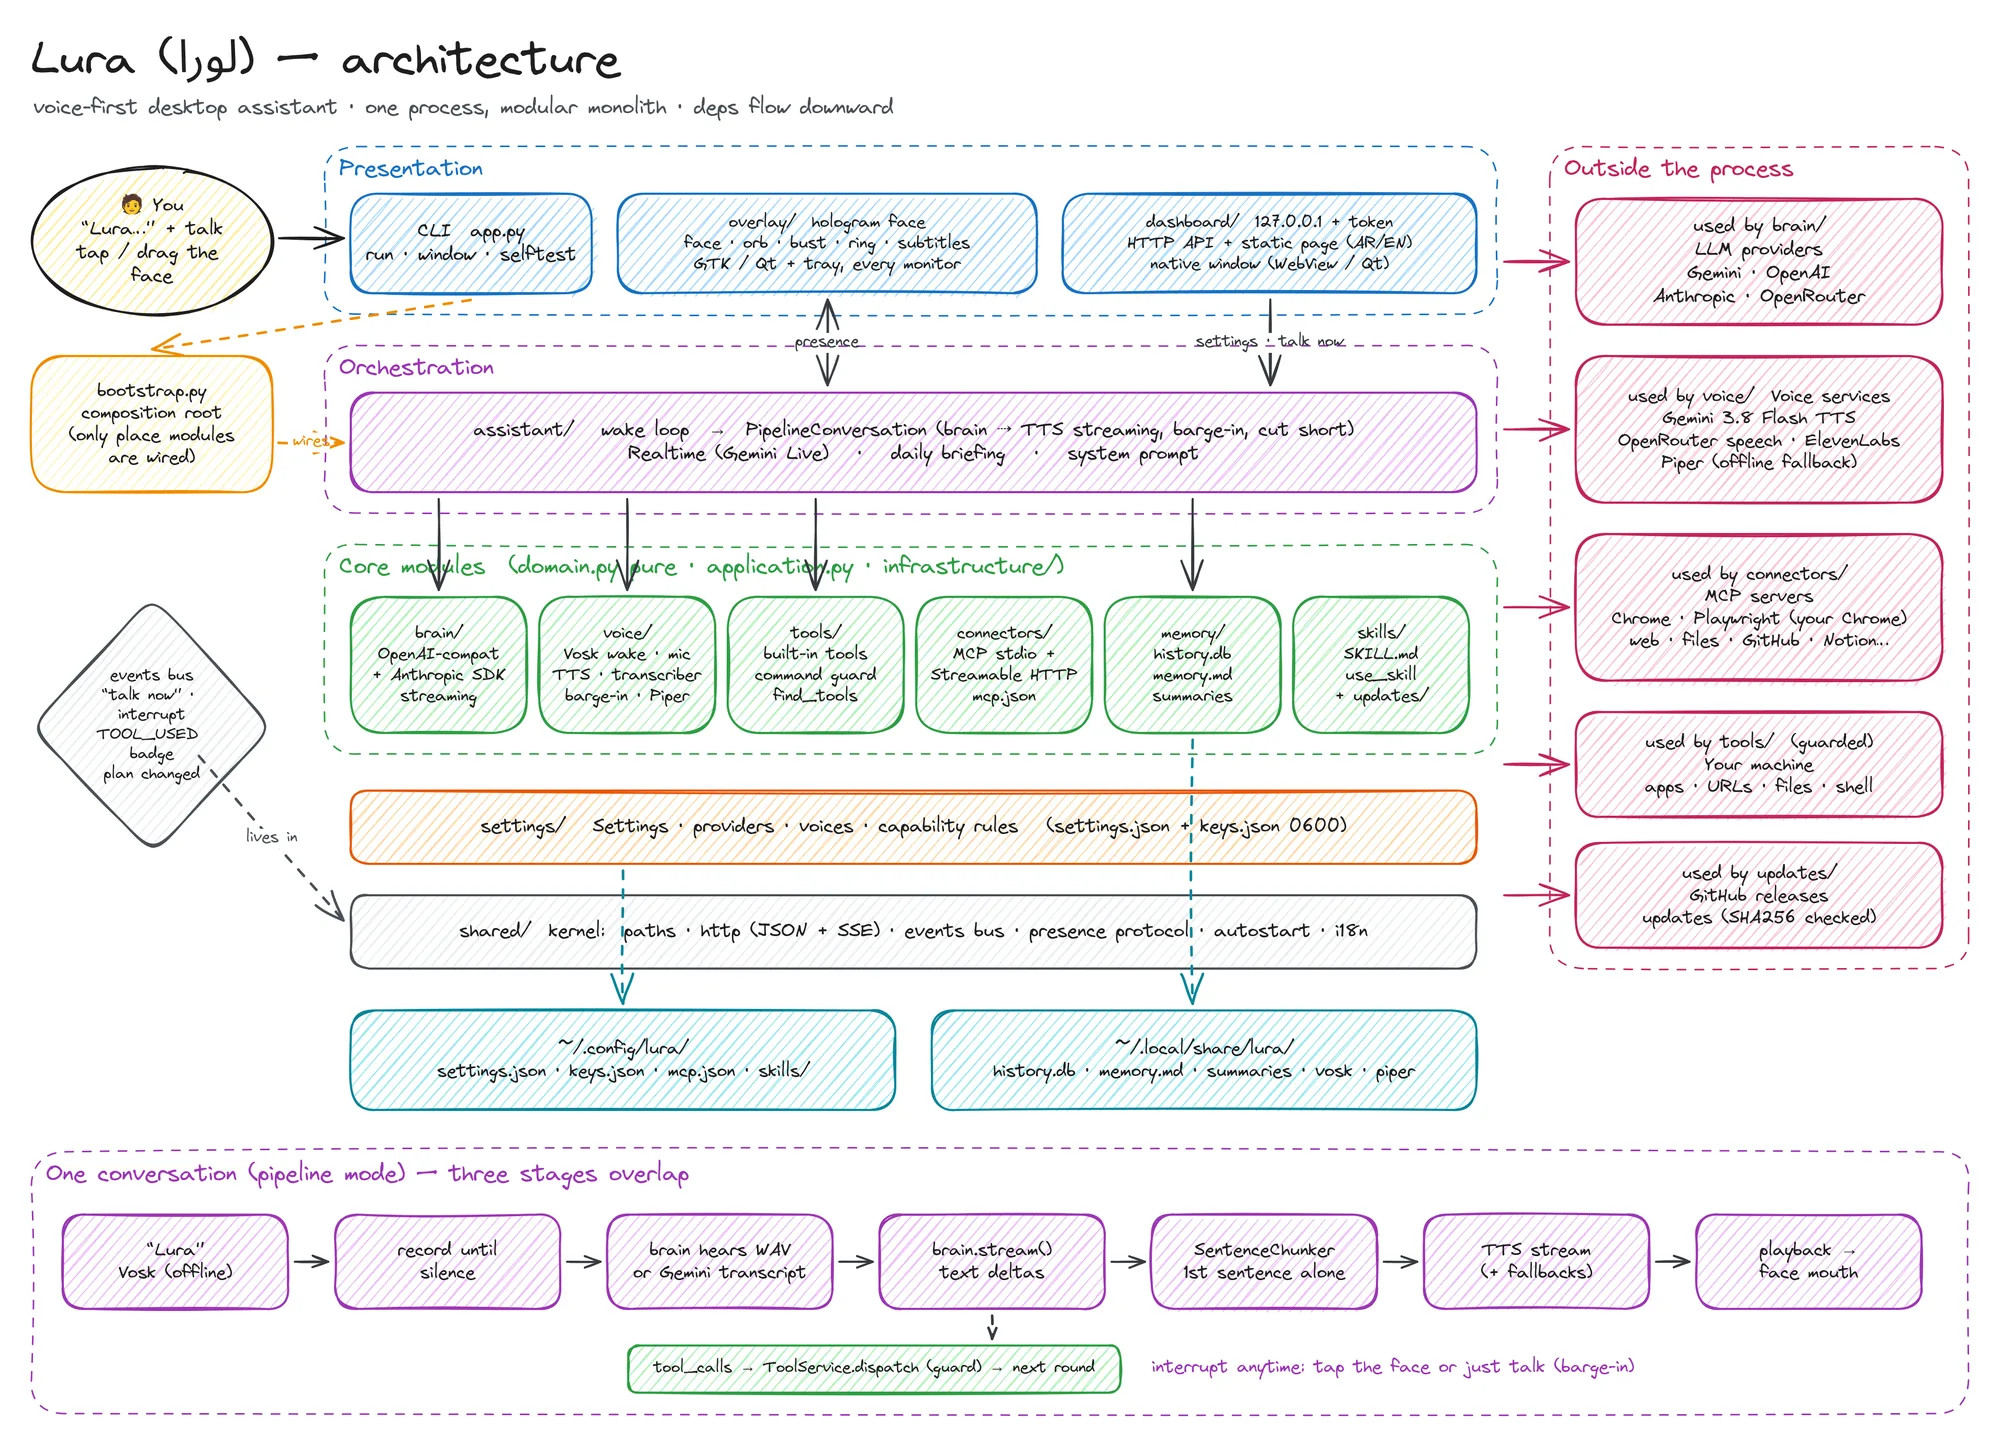 Lura (لورا) — architecture
voice-first desktop assistant · one process, modular monolith · deps flow downward
🧑 You
“Lura...” + talk
tap / drag the
face
Presentation
CLI app.py
run · window · selftest
overlay/ hologram face
face · orb · bust · ring · subtitles
GTK / Qt + tray, every monitor
dashboard/ 127.0.0.1 + token
HTTP API + static page (AR/EN)
native window (WebView / Qt)
presence
settings · talk now
bootstrap.py
composition root
(only place modules
are wired)
wires
Orchestration
assistant/ wake loop → PipelineConversation (brain ⇢ TTS streaming, barge-in, cut short)
Realtime (Gemini Live) · daily briefing · system prompt
Core modules (domain.py pure · application.py · infrastructure/)
brain/
OpenAI-compat
+ Anthropic SDK
streaming
voice/
Vosk wake · mic
TTS · transcriber
barge-in · Piper
tools/
built-in tools
command guard
find_tools
connectors/
MCP stdio +
Streamable HTTP
mcp.json
memory/
history.db
memory.md
summaries
skills/
SKILL.md
use_skill
+ updates/
events bus
“talk now” ·
interrupt
TOOL_USED
badge
plan changed
lives in
settings/ Settings · providers · voices · capability rules (settings.json + keys.json 0600)
shared/ kernel: paths · http (JSON + SSE) · events bus · presence protocol · autostart · i18n
~/.config/lura/
settings.json · keys.json · mcp.json · skills/
~/.local/share/lura/
history.db · memory.md · summaries · vosk · piper
Outside the process
used by brain/
LLM providers
Gemini · OpenAI
Anthropic · OpenRouter
used by voice/ Voice services
Gemini 3.8 Flash TTS
OpenRouter speech · ElevenLabs
Piper (offline fallback)
used by connectors/
MCP servers
Chrome · Playwright (your Chrome)
web · files · GitHub · Notion...
used by tools/ (guarded)
Your machine
apps · URLs · files · shell
used by updates/
GitHub releases
updates (SHA256 checked)
One conversation (pipeline mode) — three stages overlap
“Lura”
Vosk (offline)
record until
silence
brain hears WAV
or Gemini transcript
brain.stream()
text deltas
SentenceChunker
1st sentence alone
TTS stream
(+ fallbacks)
playback →
face mouth
tool_calls → ToolService.dispatch (guard) → next round
interrupt anytime: tap the face or just talk (barge-in)